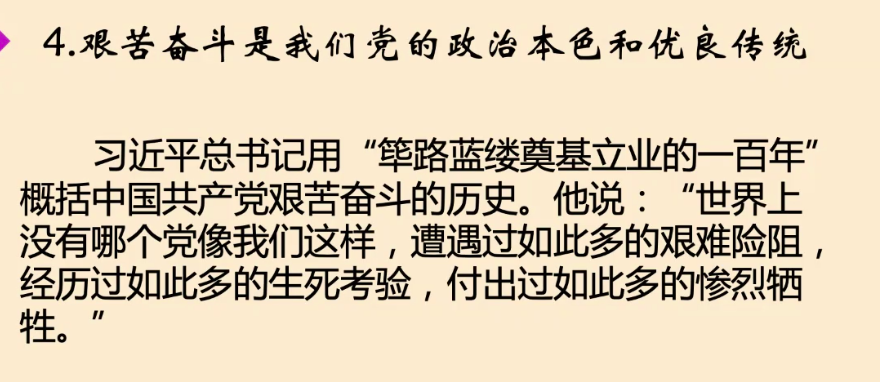 4.艰苦奋斗是我们党的政治本色和优良传统
习近平总书记用“筚路蓝缕奠基立业的一百年”
概括中国共产党艰苦奋斗的历史。他说：“世界上
没有哪个党像我们这样，遭遇过如此多的艰难险阻，
经历过如此多的生死考验，付出过如此多的惨烈牺
牲。”